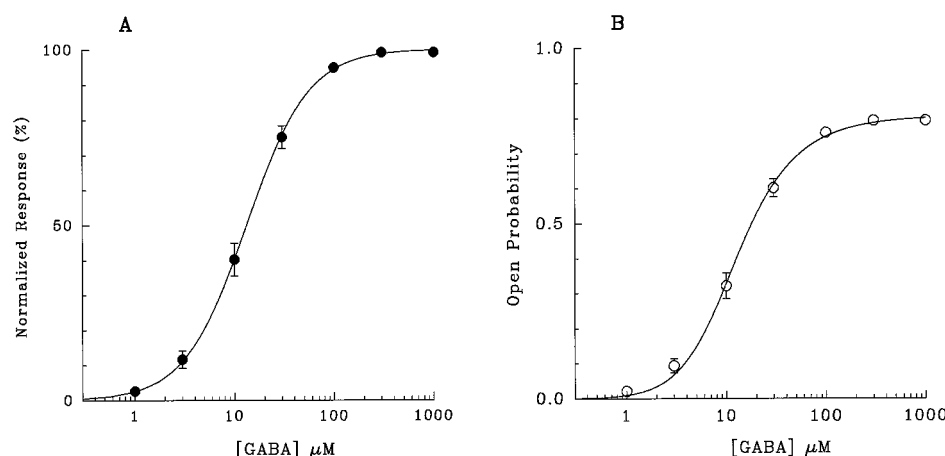 A
100
50
0
Normalized Response (%)
1 10 100 1000
[GABA] μM
B
1.0
0.5
0.0
Open Probability
1 10 100 1000
[GABA] μM